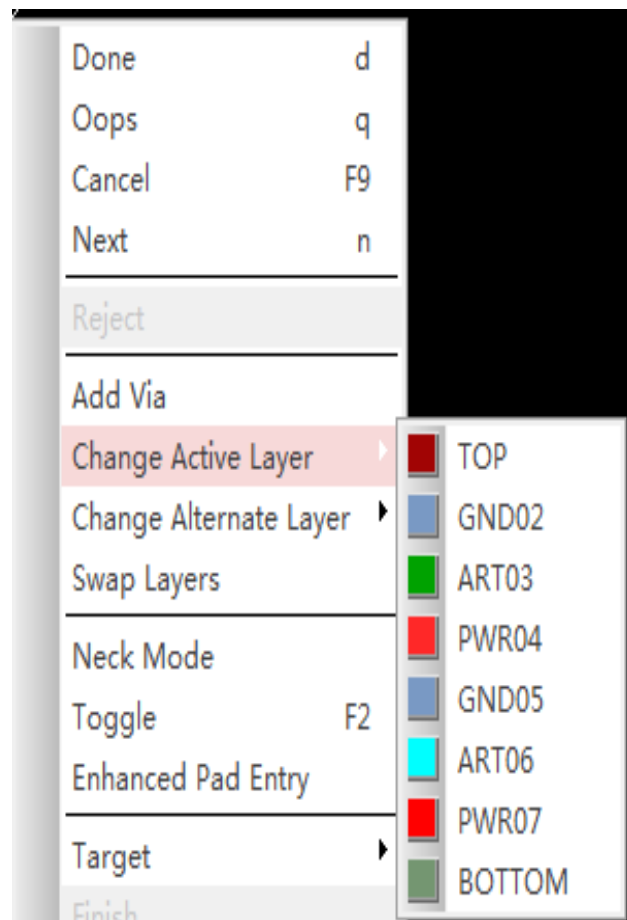 Done d
Oops q
Cancel F9
Next n
Reject
Add Via
Change Active Layer
Change Alternate Layer
Swap Layers
Neck Mode
Toggle F2
Enhanced Pad Entry
Target
Finish
TOP
GND02
ART03
PWR04
GND05
ART06
PWR07
BOTTOM